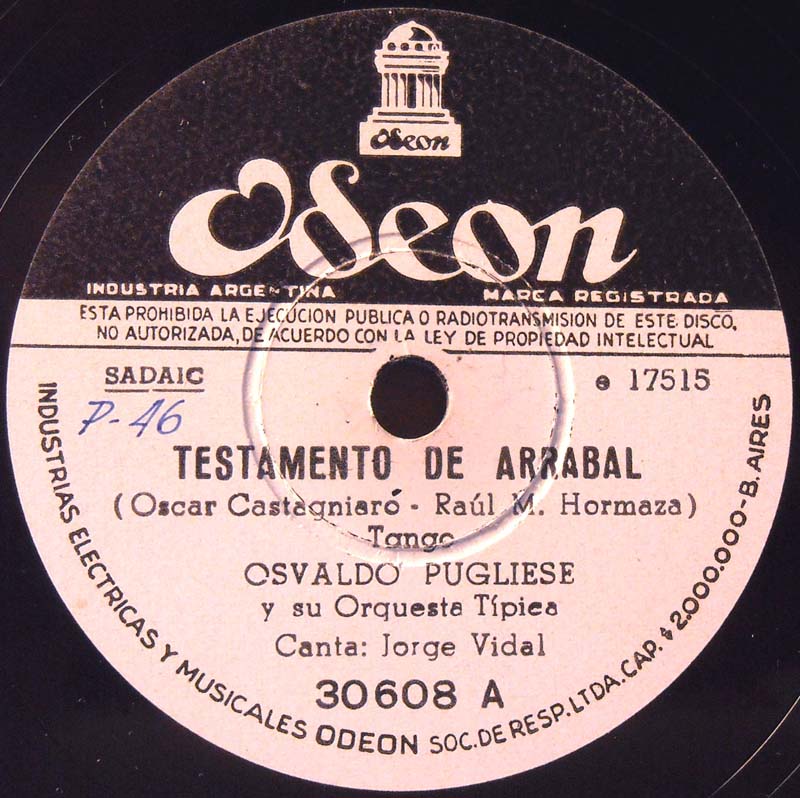 Odeon
Odeon
INDUSTRIA ARGENTINA MARCA REGISTRADA
ESTA PROHIBIDA LA EJECUCION PUBLICA O RADIOTRANSMISION DE ESTE DISCO,
NO AUTORIZADA, DE ACUERDO CON LA LEY DE PROPIEDAD INTELECTUAL
SADAIC e 17515
P-46
TESTAMENTO DE ARRABAL
(Oscar Castagniaro - Raúl M. Hormaza)
Tango
OSVALDO PUGLIESE
y su Orquesta Típica
Canta: Jorge Vidal
30608 A
INDUSTRIAS ELECTRICAS Y MUSICALES ODEON SOC. DE RESP. LTDA. CAP. $ 2.000.000-B. AIRES